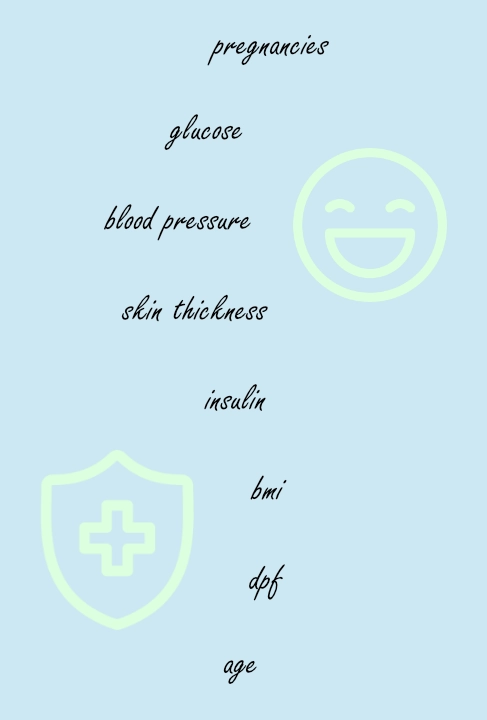 pregnancies
glucose
blood pressure
skin thickness
insulin
bmi
dpf
age